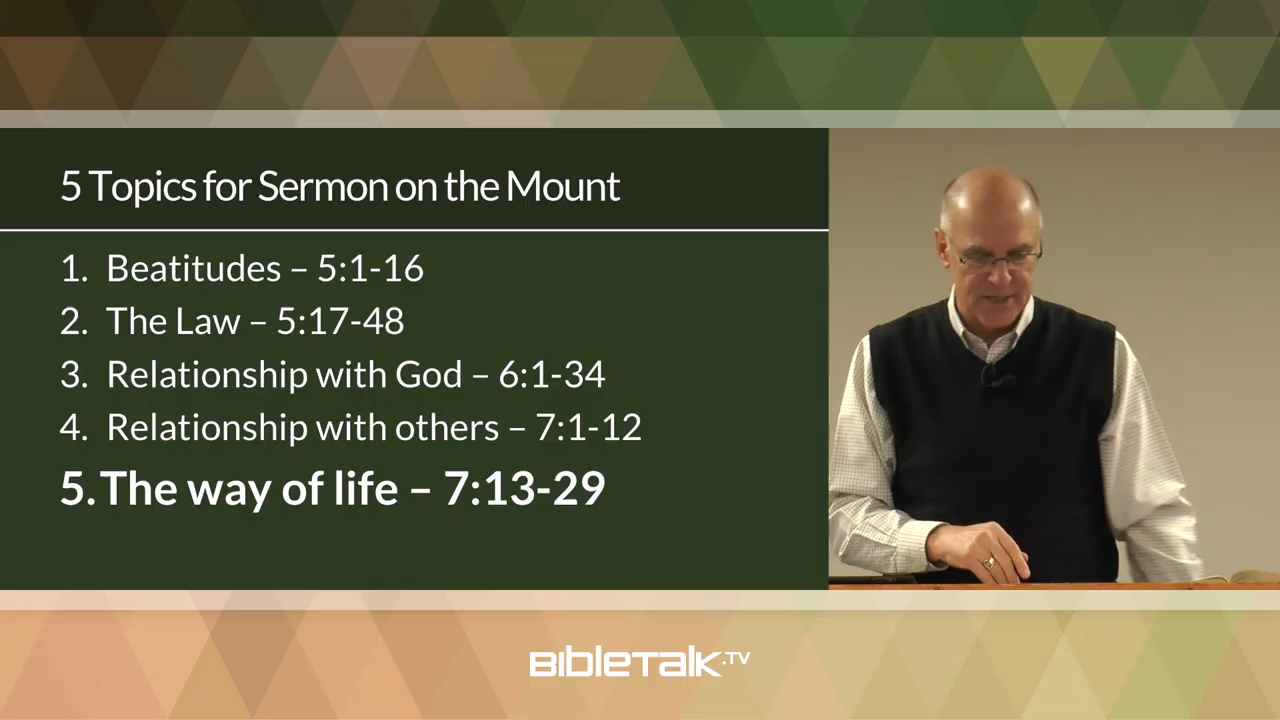 5 Topics for Sermon on the Mount
1. Beatitudes – 5:1-16
2. The Law – 5:17-48
3. Relationship with God – 6:1-34
4. Relationship with others – 7:1-12
5. The way of life – 7:13-29
BibleTalk.TV